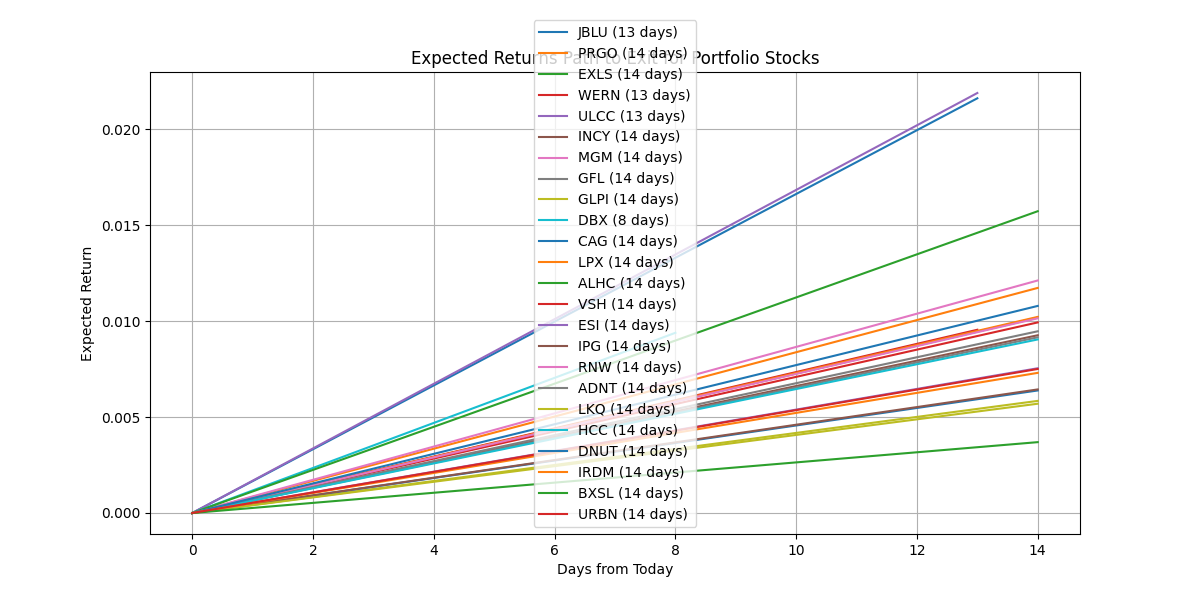 Expected Returns Path to Exit for Portfolio Stocks
JBLU (13 days)
PRGO (14 days)
EXLS (14 days)
WERN (13 days)
ULCC (13 days)
INCY (14 days)
MGM (14 days)
GFL (14 days)
GLPI (14 days)
DBX (8 days)
CAG (14 days)
LPX (14 days)
ALHC (14 days)
VSH (14 days)
ESI (14 days)
IPG (14 days)
RNW (14 days)
ADNT (14 days)
LKQ (14 days)
HCC (14 days)
DNUT (14 days)
IRDM (14 days)
BXSL (14 days)
URBN (14 days)
Expected Return
0.020
0.015
0.010
0.005
0.000
0 2 4 6 8 10 12 14
Days from Today